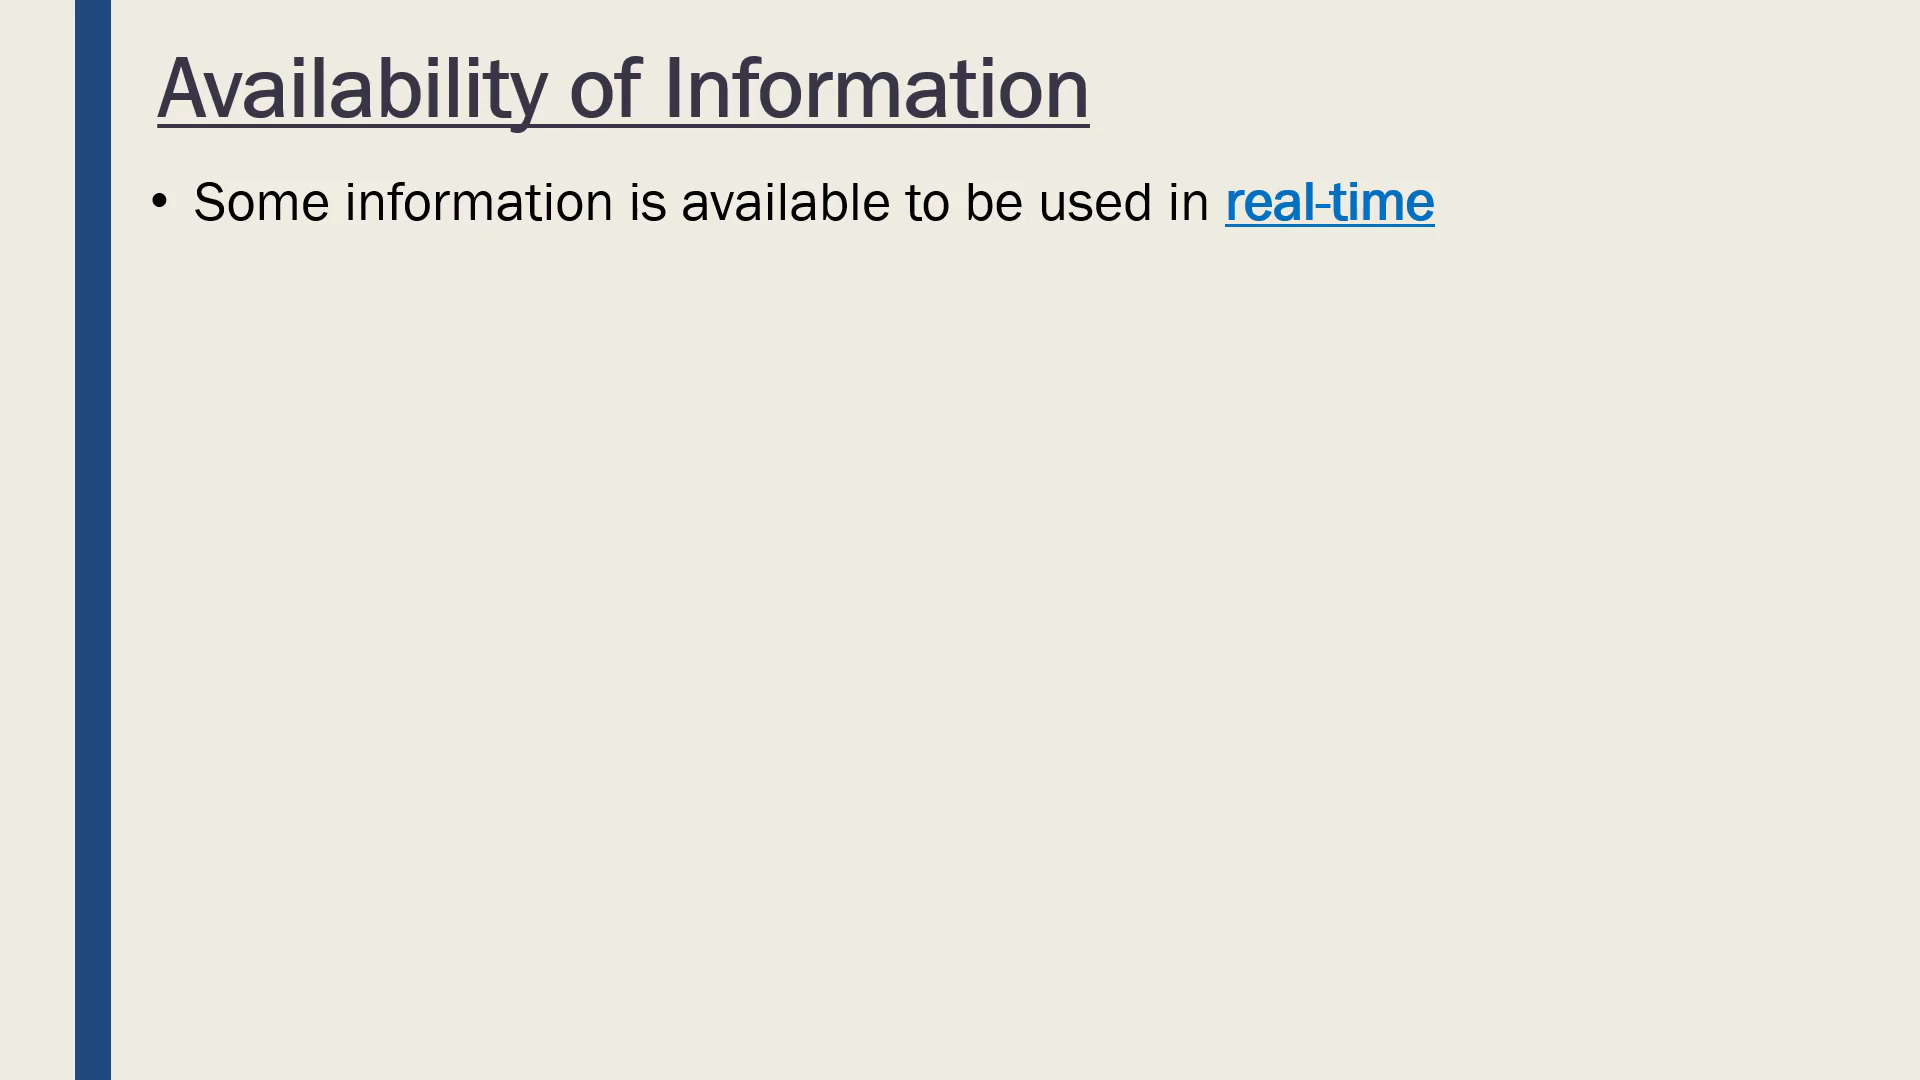 Availability of Information
• Some information is available to be used in real-time